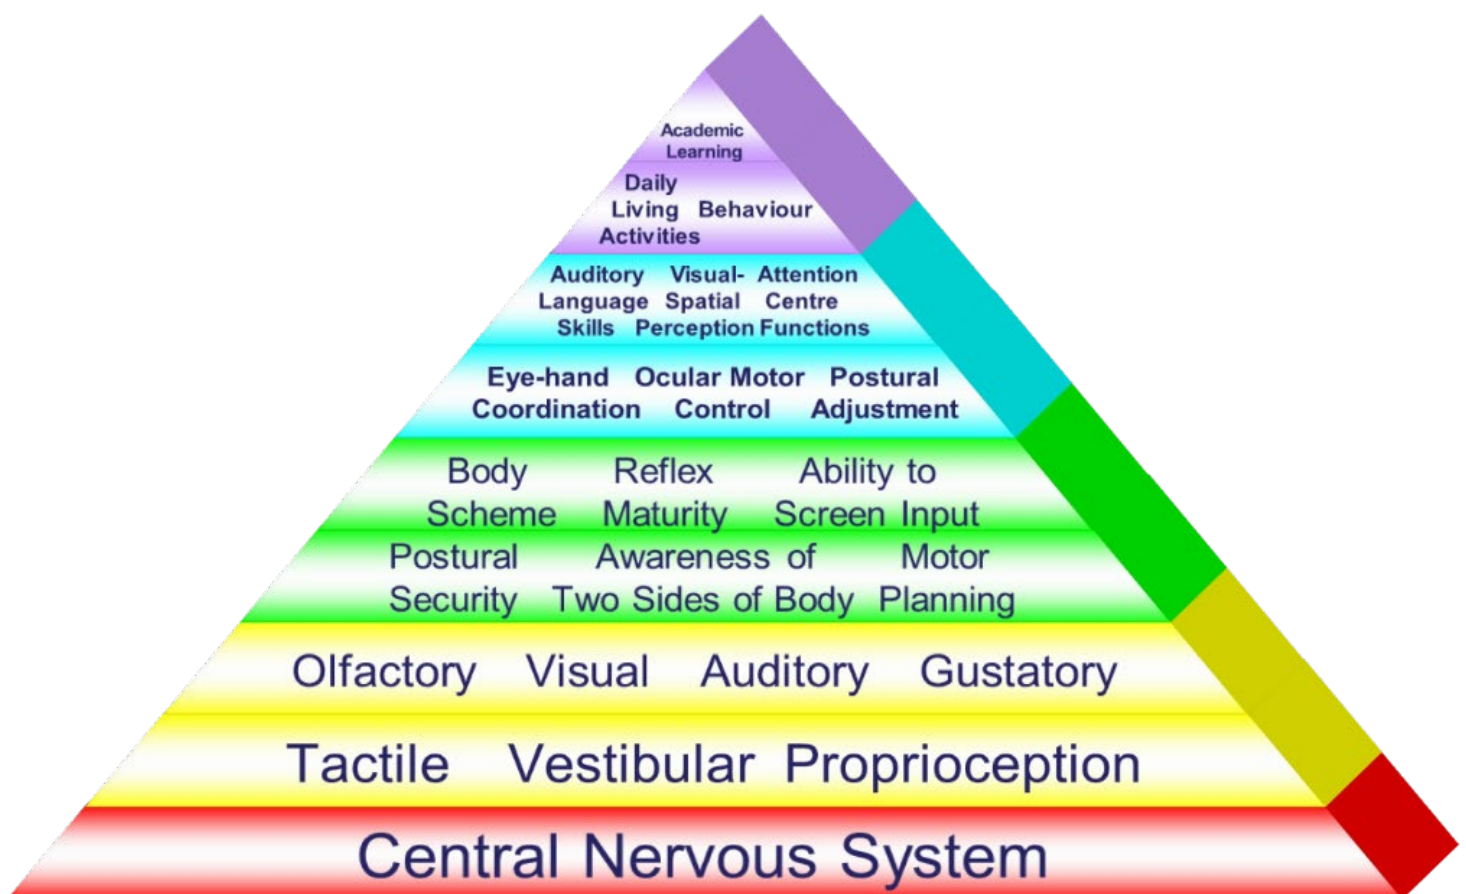 Academic
Learning
Daily
Living Behaviour
Activities
Auditory Visual- Attention
Language Spatial Centre
Skills Perception Functions
Eye-hand Ocular Motor Postural
Coordination Control Adjustment
Body Reflex Ability to
Scheme Maturity Screen Input
Postural Awareness of Motor
Security Two Sides of Body Planning
Olfactory Visual Auditory Gustatory
Tactile Vestibular Proprioception
Central Nervous System